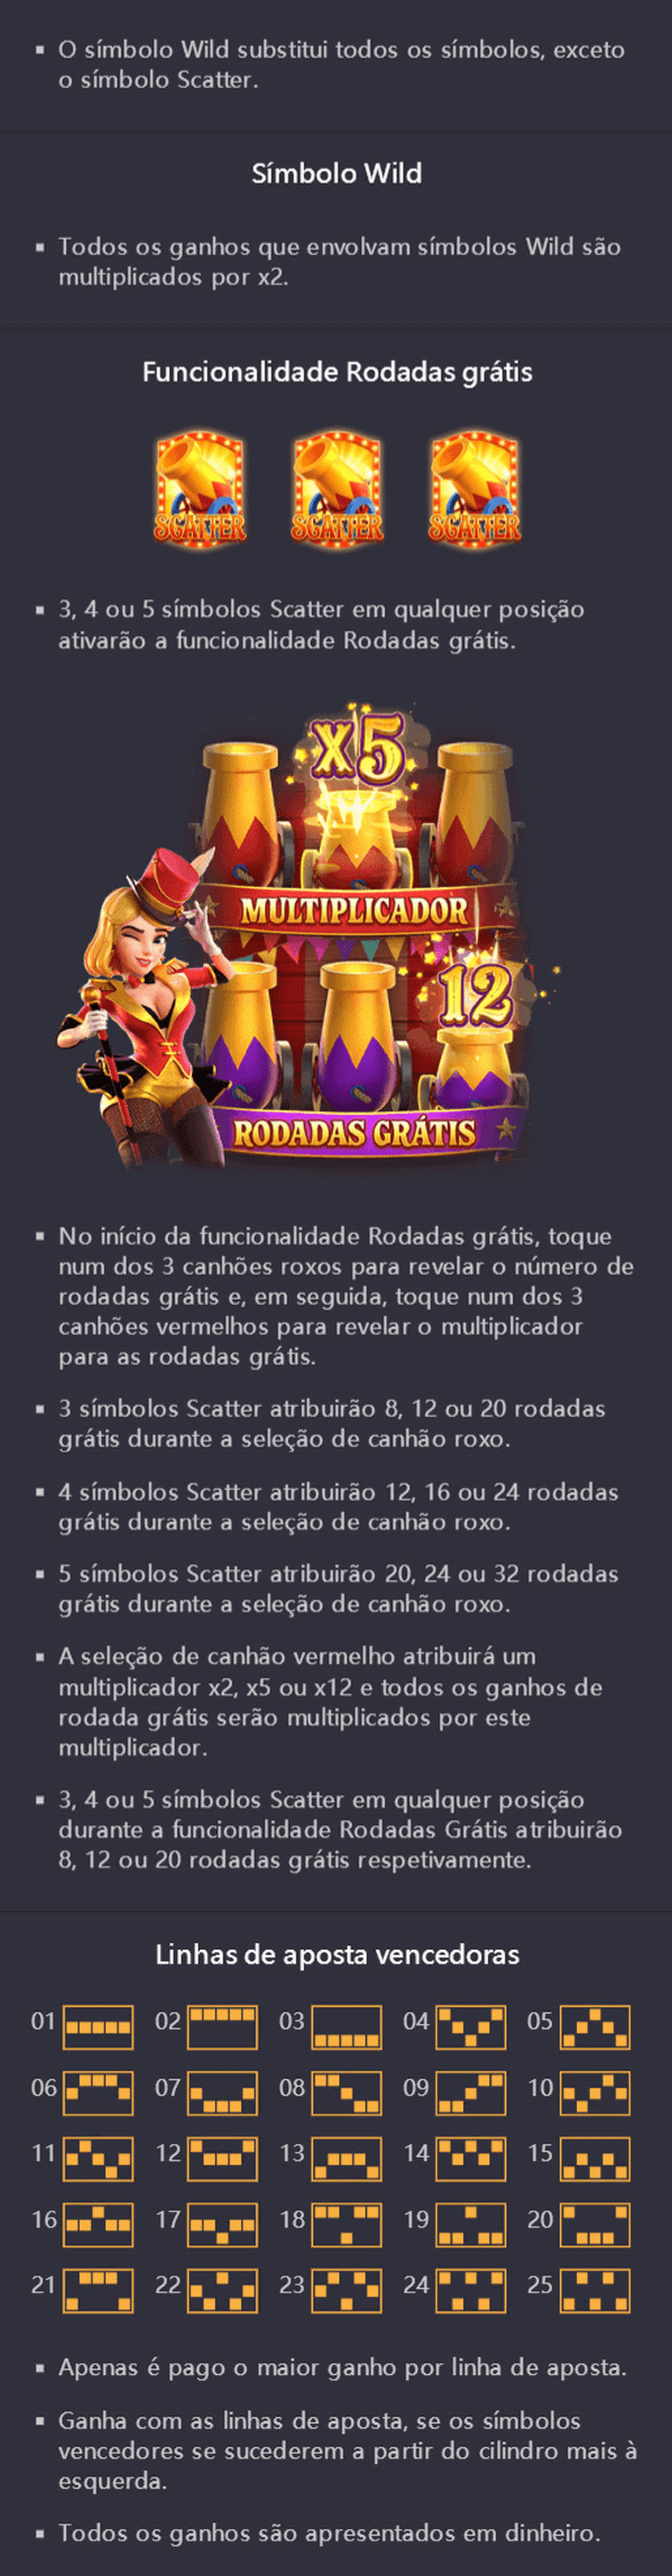 ▪ O símbolo Wild substitui todos os símbolos, exceto
o símbolo Scatter.
Símbolo Wild
▪ Todos os ganhos que envolvam símbolos Wild são
multiplicados por x2.
Funcionalidade Rodadas grátis
SCATTER SCATTER SCATTER
▪ 3, 4 ou 5 símbolos Scatter em qualquer posição
ativarão a funcionalidade Rodadas grátis.
x5
MULTIPLICADOR
12
RODADAS GRÁTIS
▪ No início da funcionalidade Rodadas grátis, toque
num dos 3 canhões roxos para revelar o número de
rodadas grátis e, em seguida, toque num dos 3
canhões vermelhos para revelar o multiplicador
para as rodadas grátis.
▪ 3 símbolos Scatter atribuirão 8, 12 ou 20 rodadas
grátis durante a seleção de canhão roxo.
▪ 4 símbolos Scatter atribuirão 12, 16 ou 24 rodadas
grátis durante a seleção de canhão roxo.
▪ 5 símbolos Scatter atribuirão 20, 24 ou 32 rodadas
grátis durante a seleção de canhão roxo.
▪ A seleção de canhão vermelho atribuirá um
multiplicador x2, x5 ou x12 e todos os ganhos de
rodada grátis serão multiplicados por este
multiplicador.
▪ 3, 4 ou 5 símbolos Scatter em qualquer posição
durante a funcionalidade Rodadas Grátis atribuirão
8, 12 ou 20 rodadas grátis respetivamente.
Linhas de aposta vencedoras
01 02 03 04 05
06 07 08 09 10
11 12 13 14 15
16 17 18 19 20
21 22 23 24 25
▪ Apenas é pago o maior ganho por linha de aposta.
▪ Ganha com as linhas de aposta, se os símbolos
vencedores se sucederem a partir do cilindro mais à
esquerda.
▪ Todos os ganhos são apresentados em dinheiro.